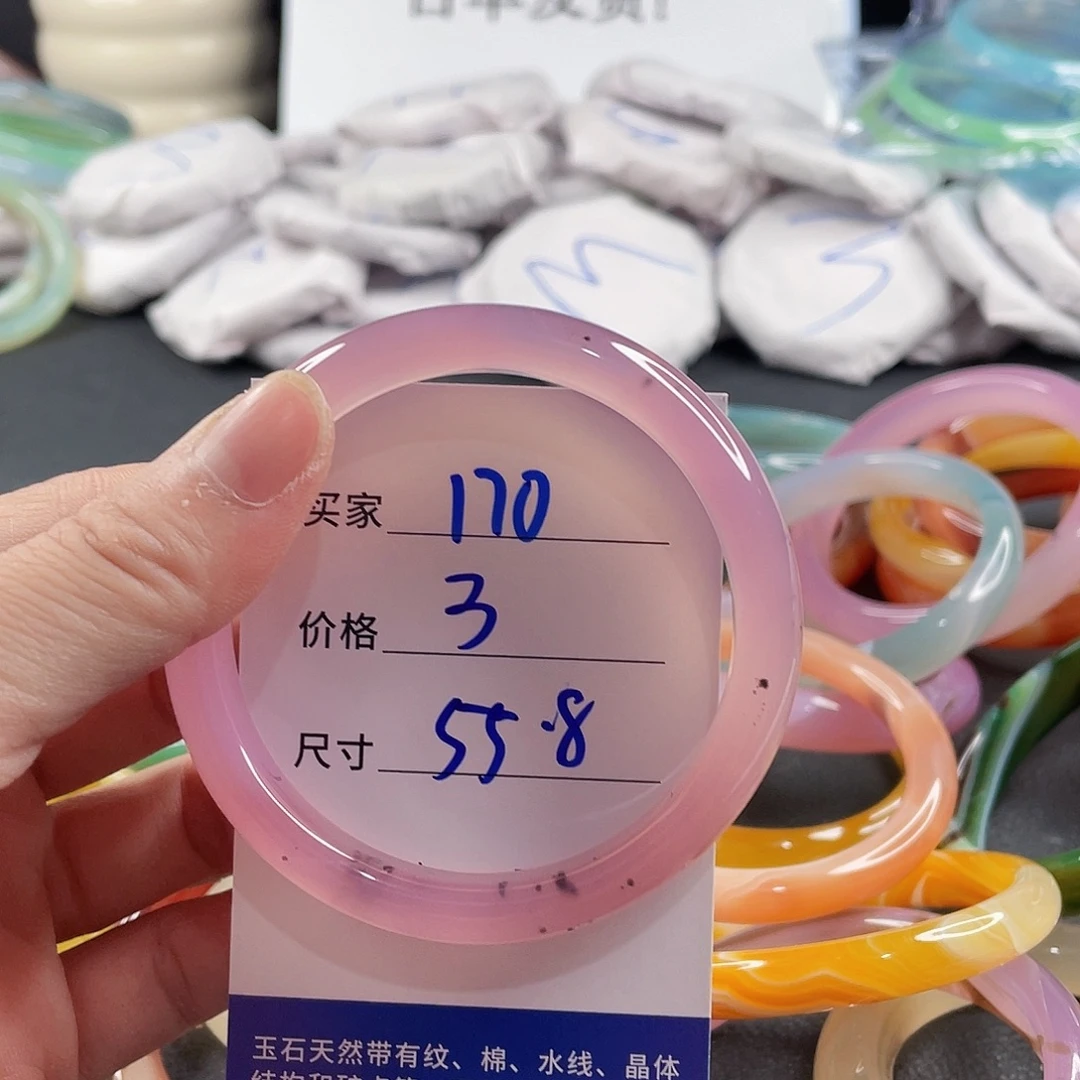 买家 170
价格 3
尺寸 55.8
玉石天然带有纹、棉、水线、晶体